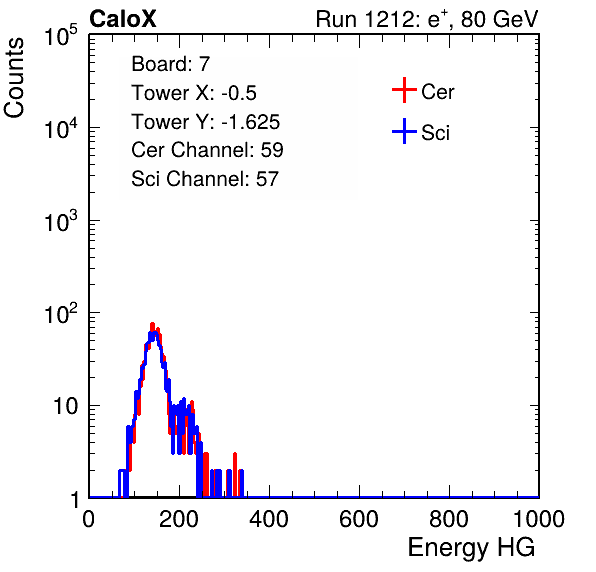 CaloX Run 1212: e⁺, 80 GeV
Counts
Board: 7
Tower X: -0.5
Tower Y: -1.625
Cer Channel: 59
Sci Channel: 57
Cer
Sci
10⁵
10⁴
10³
10²
10
1
0 200 400 600 800 1000
Energy HG